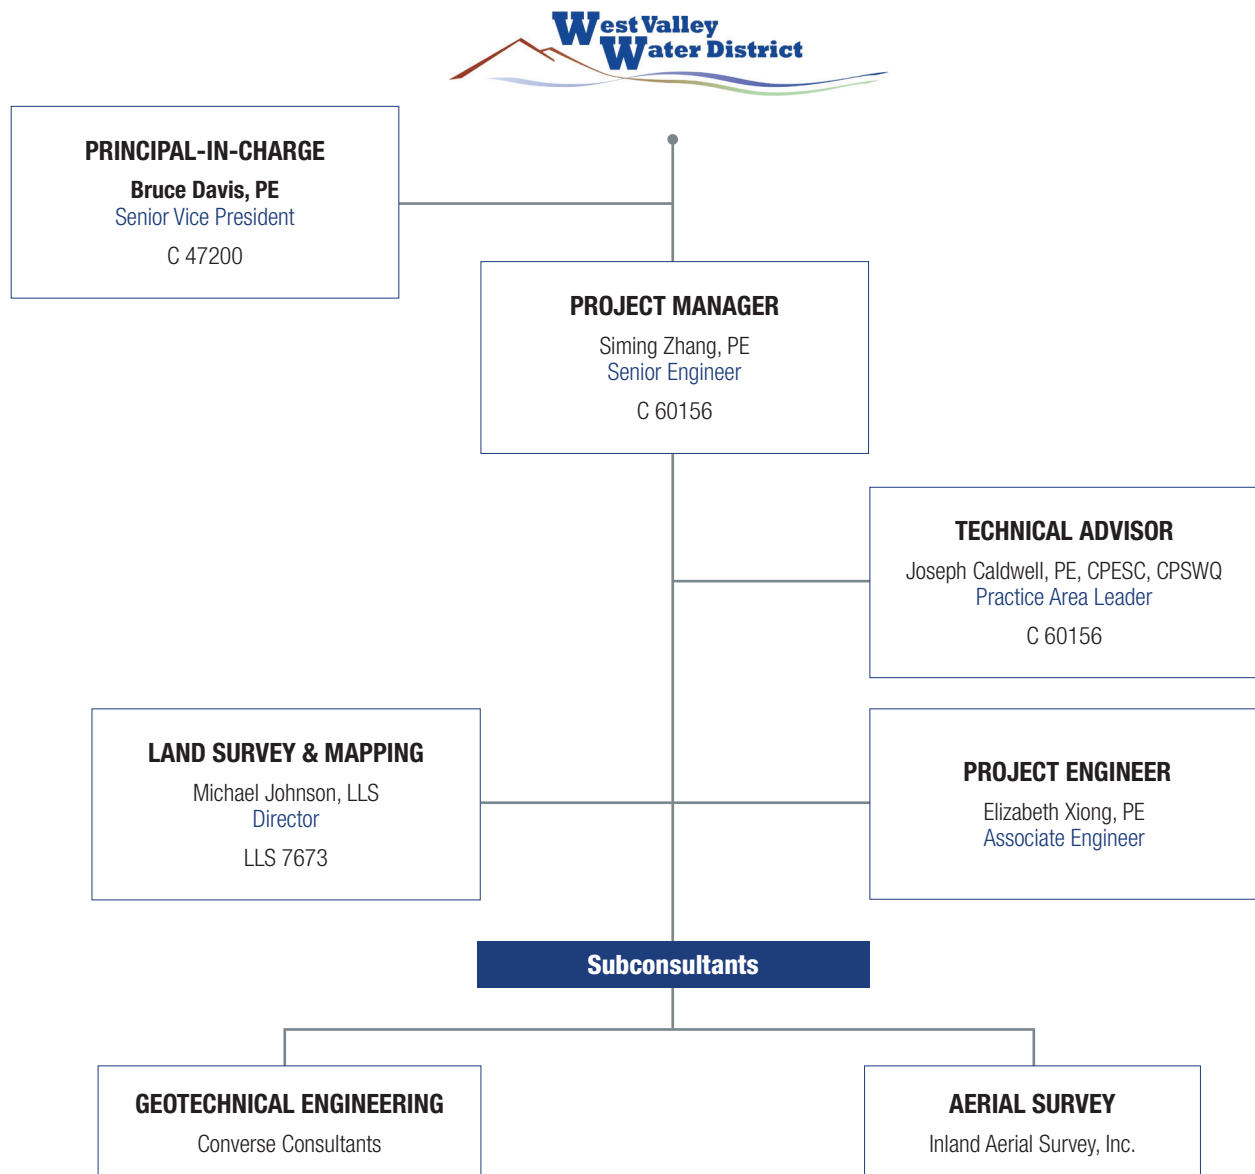 West Valley
Water District
PRINCIPAL-IN-CHARGE
Bruce Davis, PE
Senior Vice President
C 47200
PROJECT MANAGER
Siming Zhang, PE
Senior Engineer
C 60156
TECHNICAL ADVISOR
Joseph Caldwell, PE, CPESC, CPSWQ
Practice Area Leader
C 60156
LAND SURVEY & MAPPING
Michael Johnson, LLS
Director
LLS 7673
PROJECT ENGINEER
Elizabeth Xiong, PE
Associate Engineer
Subconsultants
GEOTECHNICAL ENGINEERING
Converse Consultants
AERIAL SURVEY
Inland Aerial Survey, Inc.